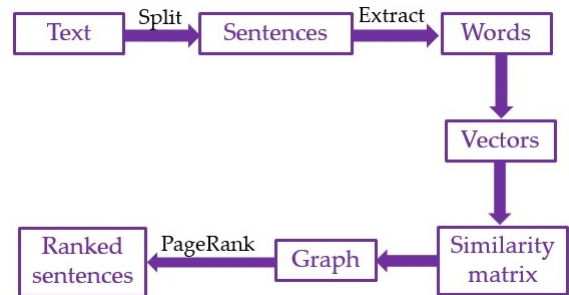 Text
Split
Sentences
Extract
Words
Vectors
Similarity
matrix
Graph
PageRank
Ranked
sentences